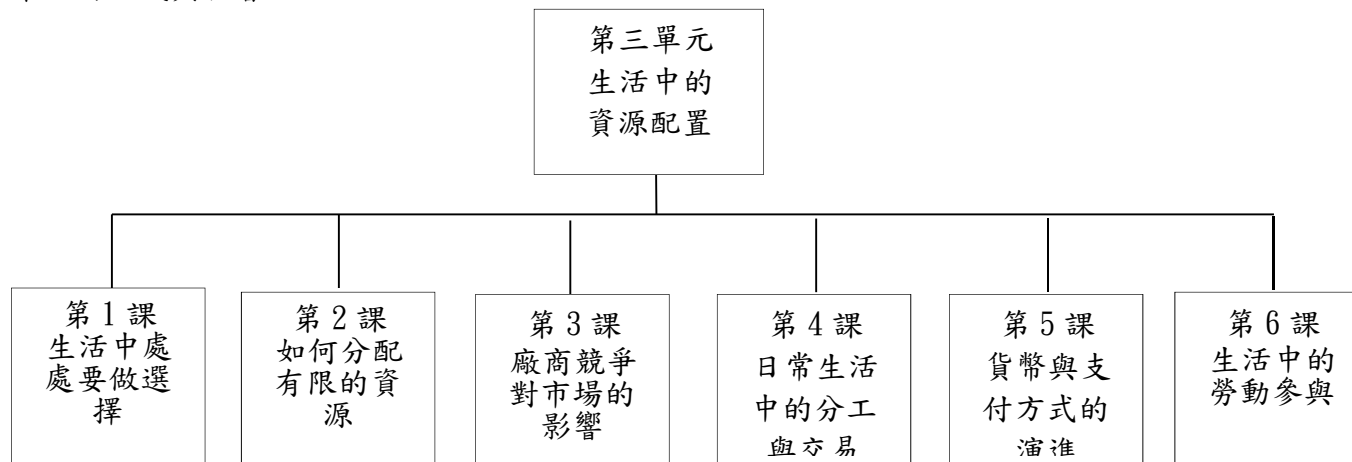 第三單元
生活中的
資源配置
第 1 課
生活中處
處要做選
擇
第 2 課
如何分配
有限的資
源
第 3 課
廠商競爭
對市場的
影響
第 4 課
日常生活
中的分工
與交易
第 5 課
貨幣與支
付方式的
演進
第 6 課
生活中的
勞動參與